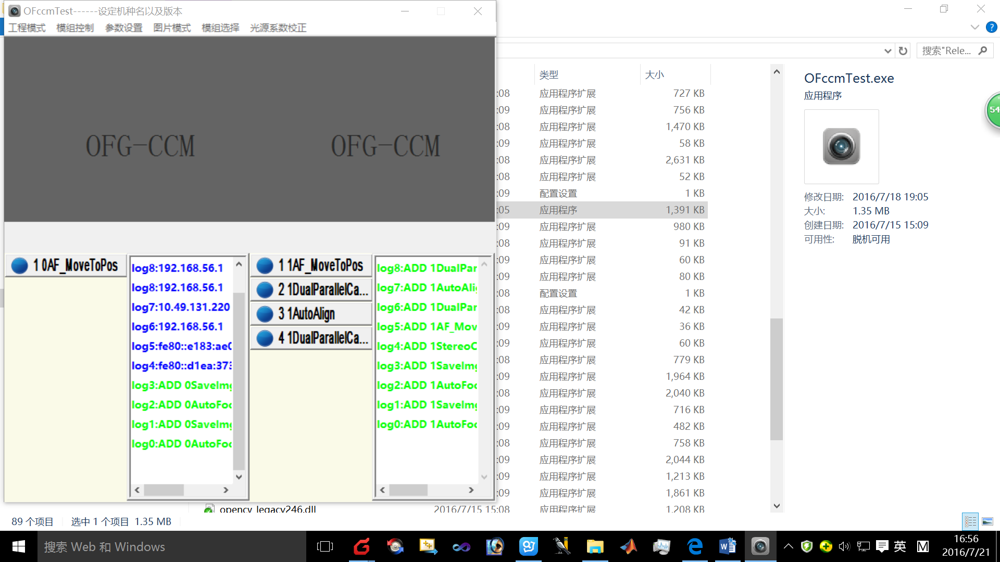 OFccmTest------设定机种名以及版本
工程模式 模组控制 参数设置 图片模式 模组选择 光源系数校正
OFG-CCM OFG-CCM
1 0AF_MoveToPos
log8:192.168.56.1
log8:192.168.56.1
log7:10.49.131.220
log6:192.168.56.1
log5:fe80::e183:ae0
log4:fe80::d1ea:373
log3:ADD 0SaveImg
log2:ADD 0AutoFoc
log1:ADD 0SaveImg
log0:ADD 0AutoFoc
1 1AF_MoveToPos
2 1DualParallelCa...
3 1AutoAlign
4 1DualParallelCa...
log8:ADD 1DualPar
log7:ADD 1AutoAlig
log6:ADD 1DualPar
log5:ADD 1AF_Mov
log4:ADD 1StereoC
log3:ADD 1SaveImg
log2:ADD 1AutoFoc
log1:ADD 1SaveImg
log0:ADD 1AutoFoc
搜索"Rele...
类型 大小
:08 应用程序扩展 727 KB
:09 应用程序扩展 756 KB
:08 应用程序扩展 1,470 KB
:09 应用程序扩展 58 KB
:08 应用程序扩展 2,631 KB
:08 应用程序扩展 52 KB
:09 配置设置 1 KB
:05 应用程序 1,391 KB
:09 应用程序扩展 980 KB
:08 应用程序扩展 91 KB
:09 应用程序扩展 60 KB
:09 应用程序扩展 80 KB
:08 配置设置 1 KB
:08 应用程序扩展 42 KB
:09 应用程序扩展 36 KB
:09 应用程序扩展 60 KB
:08 应用程序扩展 779 KB
:09 应用程序扩展 1,964 KB
:08 应用程序扩展 2,040 KB
:09 应用程序扩展 716 KB
:09 应用程序扩展 482 KB
:08 应用程序扩展 758 KB
:09 应用程序扩展 2,044 KB
:09 应用程序扩展 1,213 KB
:09 应用程序扩展 1,861 KB
opencv_legacy246.dll 2016/7/15 15:08 应用程序扩展 1,208 KB
OFccmTest.exe
应用程序
修改日期: 2016/7/18 19:05
大小: 1.35 MB
创建日期: 2016/7/15 15:09
可用性: 脱机可用
54
89 个项目 选中 1 个项目 1.35 MB
搜索 Web 和 Windows
英
M
16:56
2016/7/21